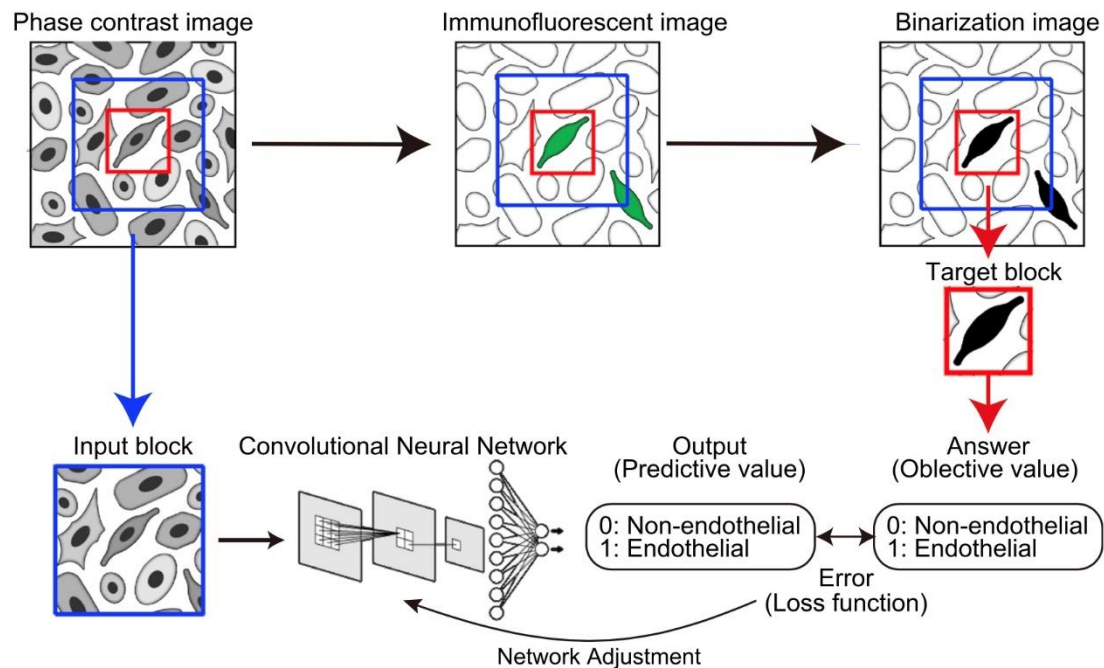 Phase contrast image
Immunofluorescent image
Binarization image
Target block
Input block
Convolutional Neural Network
Output
(Predictive value)
Answer
(Oblective value)
0: Non-endothelial
1: Endothelial
0: Non-endothelial
1: Endothelial
Error
(Loss function)
Network Adjustment